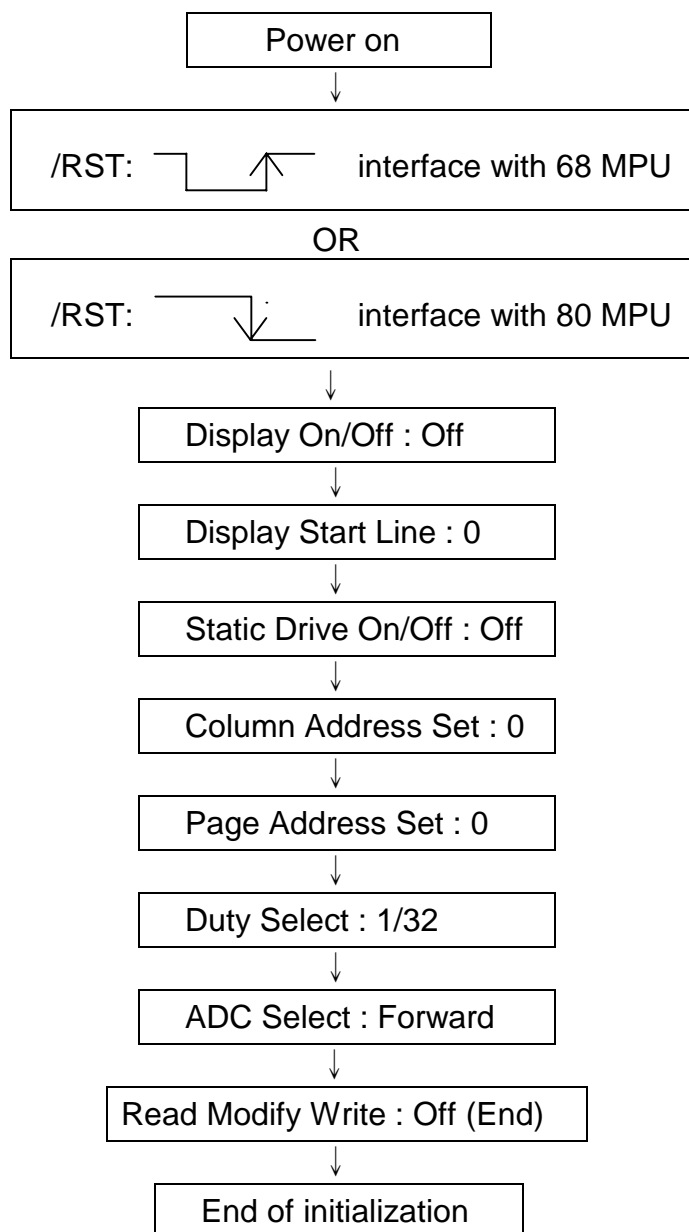 Power on
/RST: interface with 68 MPU
OR
/RST: interface with 80 MPU
Display On/Off : Off
Display Start Line : 0
Static Drive On/Off : Off
Column Address Set : 0
Page Address Set : 0
Duty Select : 1/32
ADC Select : Forward
Read Modify Write : Off (End)
End of initialization